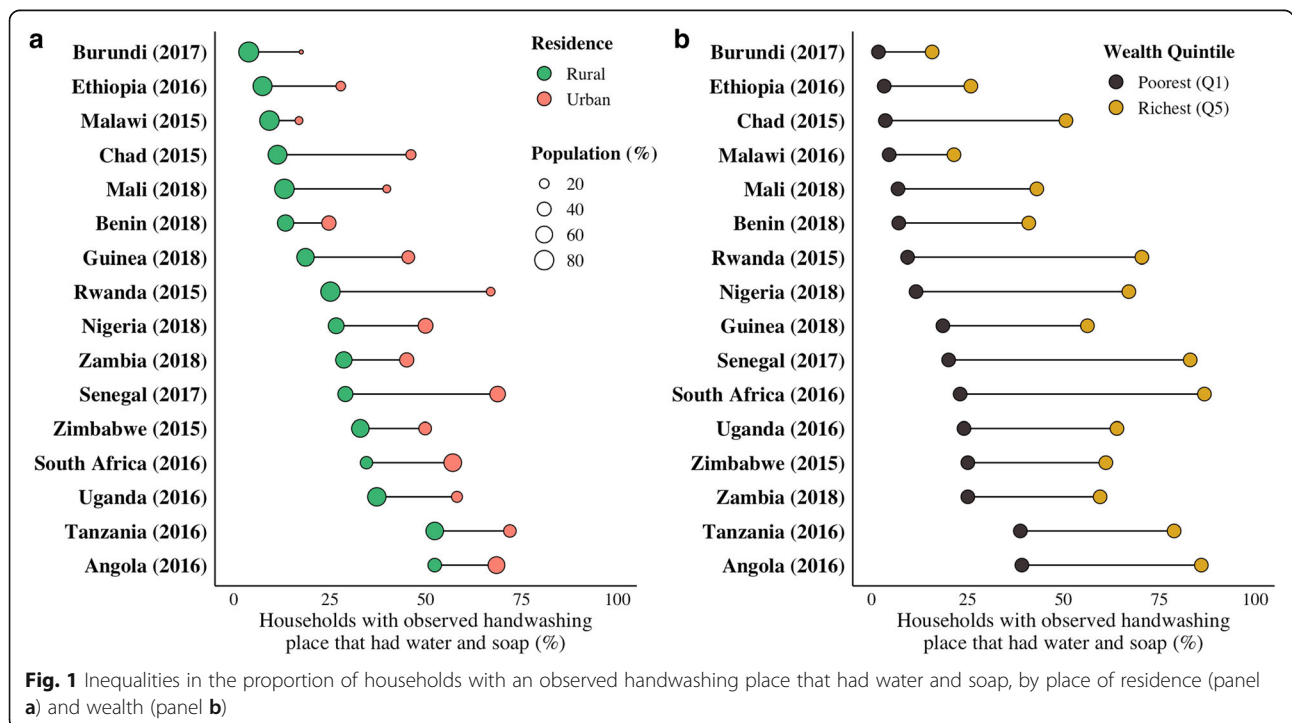 a
Residence
Rural
Urban
Population (%)
20
40
60
80
Burundi (2017)
Ethiopia (2016)
Malawi (2015)
Chad (2015)
Mali (2018)
Benin (2018)
Guinea (2018)
Rwanda (2015)
Nigeria (2018)
Zambia (2018)
Senegal (2017)
Zimbabwe (2015)
South Africa (2016)
Uganda (2016)
Tanzania (2016)
Angola (2016)
0 25 50 75 100
Households with observed handwashing
place that had water and soap (%)
b
Wealth Quintile
Poorest (Q1)
Richest (Q5)
Burundi (2017)
Ethiopia (2016)
Chad (2015)
Malawi (2016)
Mali (2018)
Benin (2018)
Rwanda (2015)
Nigeria (2018)
Guinea (2018)
Senegal (2017)
South Africa (2016)
Uganda (2016)
Zimbabwe (2015)
Zambia (2018)
Tanzania (2016)
Angola (2016)
0 25 50 75 100
Households with observed handwashing
place that had water and soap (%)
Fig. 1 Inequalities in the proportion of households with an observed handwashing place that had water and soap, by place of residence (panel
a) and wealth (panel b)